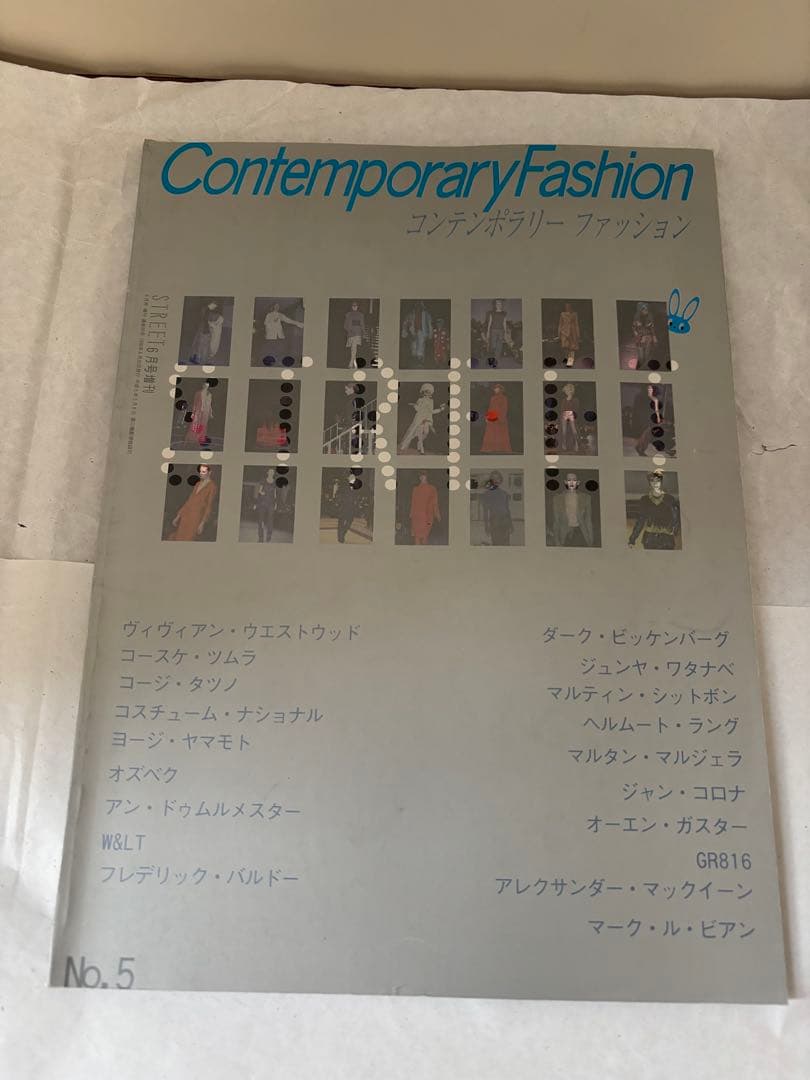 ContemporaryFashion
コンテンポラリー ファッション
STREET6月号増刊
STREET
ヴィヴィアン・ウエストウッド
コースケ・ツムラ
コージ・タツノ
コスチューム・ナショナル
ヨージ・ヤマモト
オズベク
アン・ドゥムルメスター
W&LT
フレデリック・バルドー
ダーク・ビッケンバーグ
ジュンヤ・ワタナベ
マルティン・シットボン
ヘルムート・ラング
マルタン・マルジェラ
ジャン・コロナ
オーエン・ガスター
GR816
アレクサンダー・マックイーン
マーク・ル・ビアン
No.5